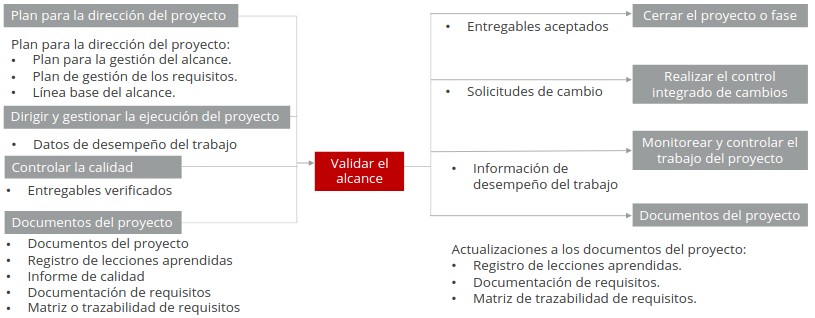 Plan para la dirección del proyecto
Plan para la dirección del proyecto:
• Plan para la gestión del alcance.
• Plan de gestión de los requisitos.
• Línea base del alcance.
Dirigir y gestionar la ejecución del proyecto
• Datos de desempeño del trabajo
Controlar la calidad
• Entregables verificados
Documentos del proyecto
• Documentos del proyecto
• Registro de lecciones aprendidas
• Informe de calidad
• Documentación de requisitos
• Matriz o trazabilidad de requisitos
Validar el
alcance
• Entregables aceptados
Cerrar el proyecto o fase
• Solicitudes de cambio
Realizar el control
integrado de cambios
• Información de
desempeño del trabajo
Monitorear y controlar el
trabajo del proyecto
Documentos del proyecto
Actualizaciones a los documentos del proyecto:
• Registro de lecciones aprendidas.
• Documentación de requisitos.
• Matriz de trazabilidad de requisitos.